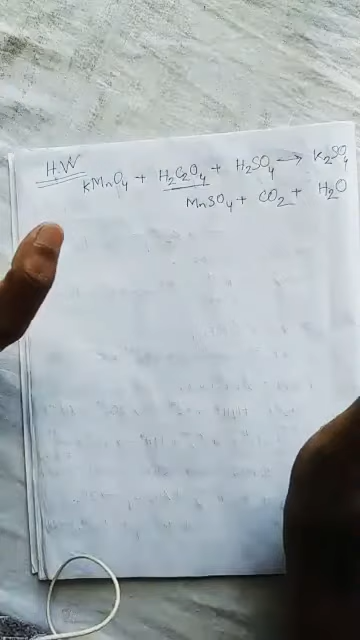 H.W
KMnO4 + H2C2O4 + H2SO4 → K2SO4
MnSO4 + CO2 + H2O